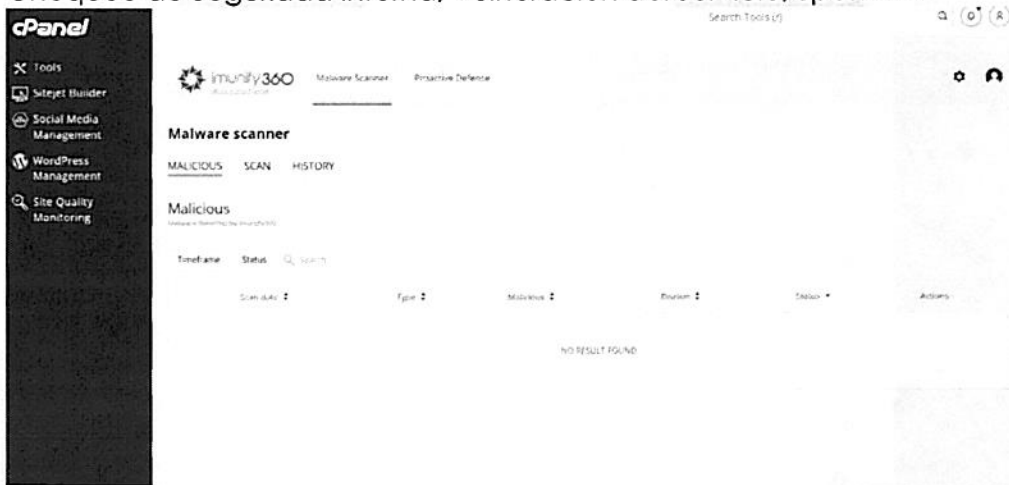 cPanel
Search Tools (/)
Tools
Sitejet Builder
Social Media
Management
WordPress
Management
Site Quality
Monitoring
imunify360
Malware Scanner
Proactive Defense
Malware scanner
MALICIOUS
SCAN
HISTORY
Malicious
Timeframe
Status
Search
Scan date
Type
Malicious
Status
Actions
NO RESULT FOUND